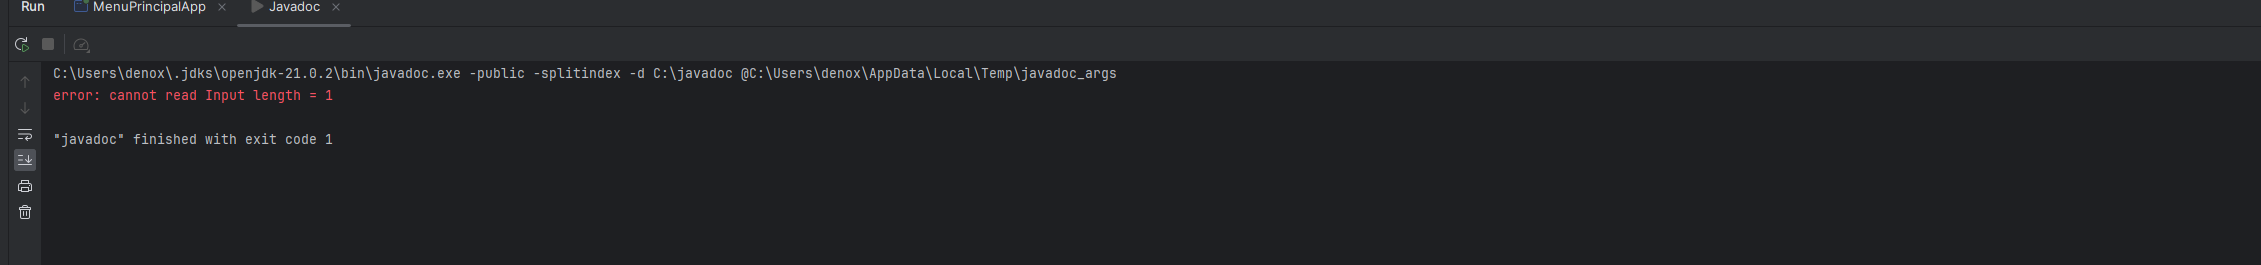 Run MenuPrincipalApp Javadoc
C:\Users\denox\.jdks\openjdk-21.0.2\bin\javadoc.exe -public -splitindex -d C:\javadoc @C:\Users\denox\AppData\Local\Temp\javadoc_args
error: cannot read Input length = 1
"javadoc" finished with exit code 1